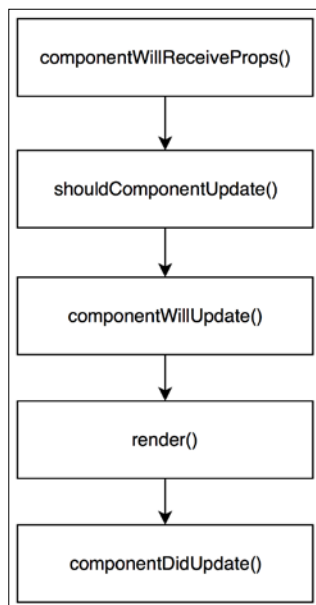 componentWillReceiveProps()
shouldComponentUpdate()
componentWillUpdate()
render()
componentDidUpdate()